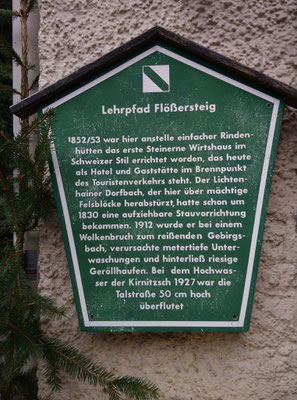 Lehrpfad Flößersteig
1852/53 war hier anstelle einfacher Rinden-
hütten das erste Steinerne Wirtshaus im
Schweizer Stil errichtet worden, das heute
als Hotel und Gaststätte im Brennpunkt
des Touristenverkehrs steht. Der Lichten-
hainer Dorfbach, der hier über mächtige
Felsblöcke herabstürzt, hatte schon um
1830 eine aufziehbare Stauvorrichtung
bekommen. 1912 wurde er bei einem
Wolkenbruch zum reißenden Gebirgs-
bach, verursachte metertiefe Unter-
waschungen und hinterließ riesige
Geröllhaufen. Bei dem Hochwas-
ser der Kirnitzsch 1927 war die
Talstraße 50 cm hoch
überflutet